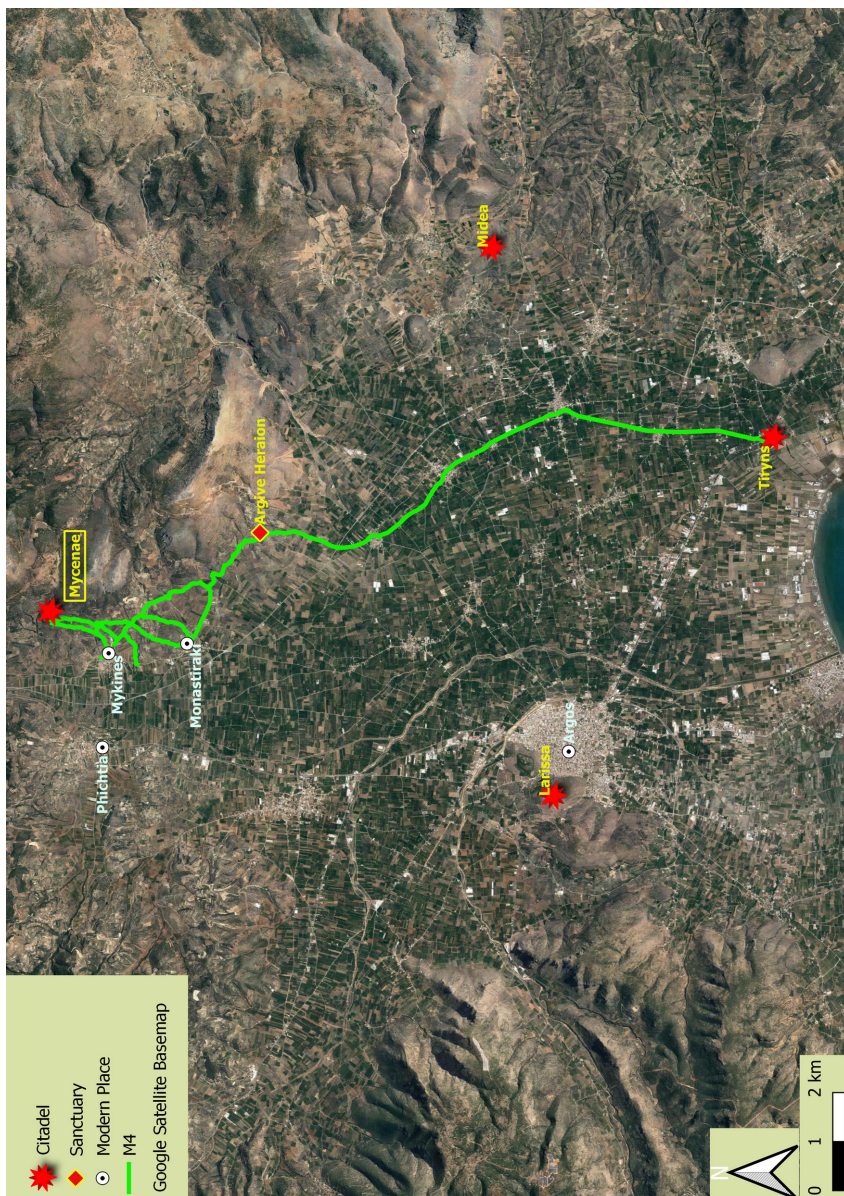 Citadel
Sanctuary
Modern Place
M4
Google Satellite Basemap
Mycenae
Mykines
Phichtia
Monastiraki
Argive Heraion
Midea
Larissa
Argos
Tiryns
N
0 1 2 km